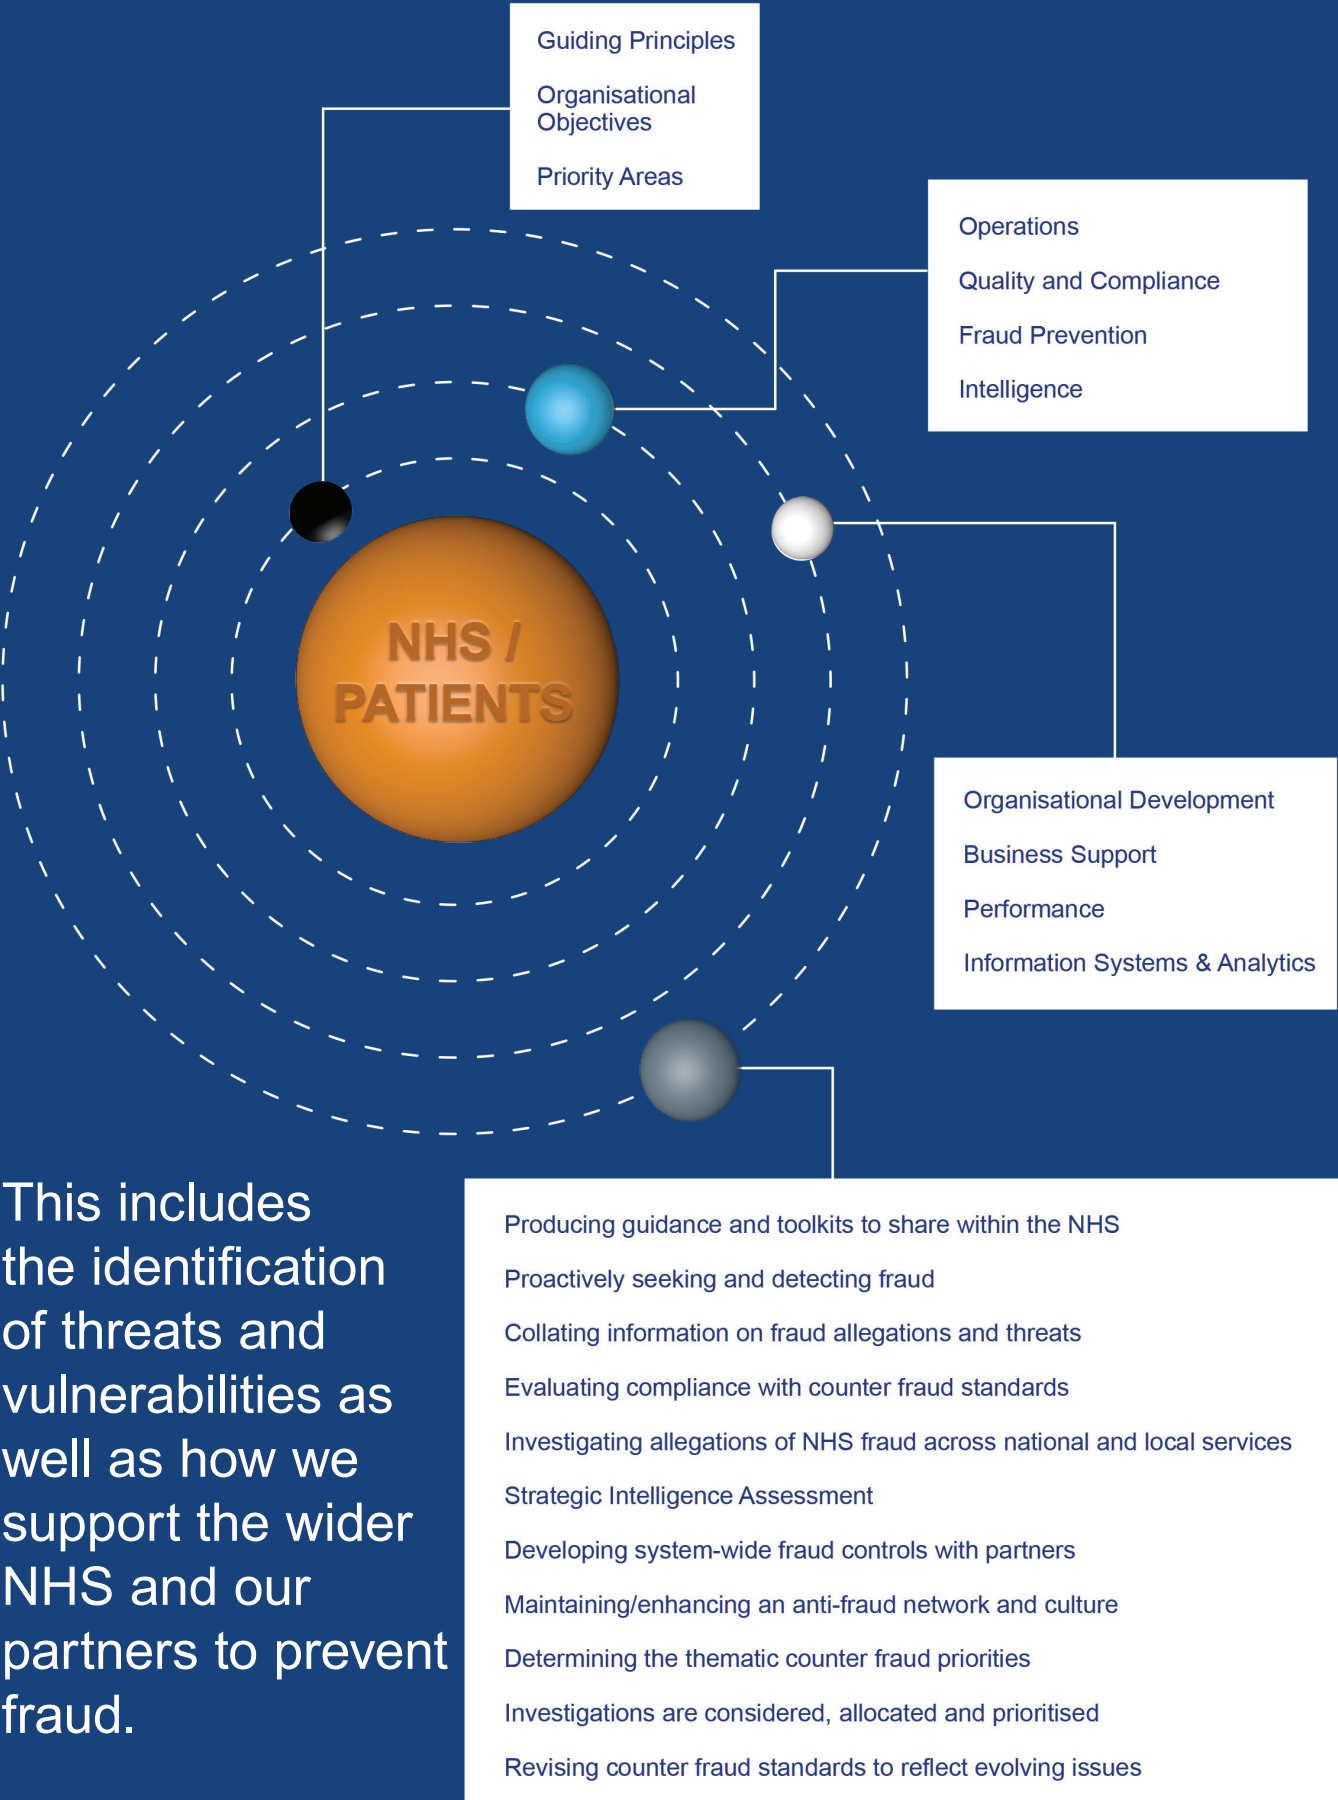 Guiding Principles
Organisational
Objectives
Priority Areas
Operations
Quality and Compliance
Fraud Prevention
Intelligence
NHS /
PATIENTS
Organisational Development
Business Support
Performance
Information Systems & Analytics
This includes
the identification
of threats and
vulnerabilities as
well as how we
support the wider
NHS and our
partners to prevent
fraud.
Producing guidance and toolkits to share within the NHS
Proactively seeking and detecting fraud
Collating information on fraud allegations and threats
Evaluating compliance with counter fraud standards
Investigating allegations of NHS fraud across national and local services
Strategic Intelligence Assessment
Developing system-wide fraud controls with partners
Maintaining/enhancing an anti-fraud network and culture
Determining the thematic counter fraud priorities
Investigations are considered, allocated and prioritised
Revising counter fraud standards to reflect evolving issues